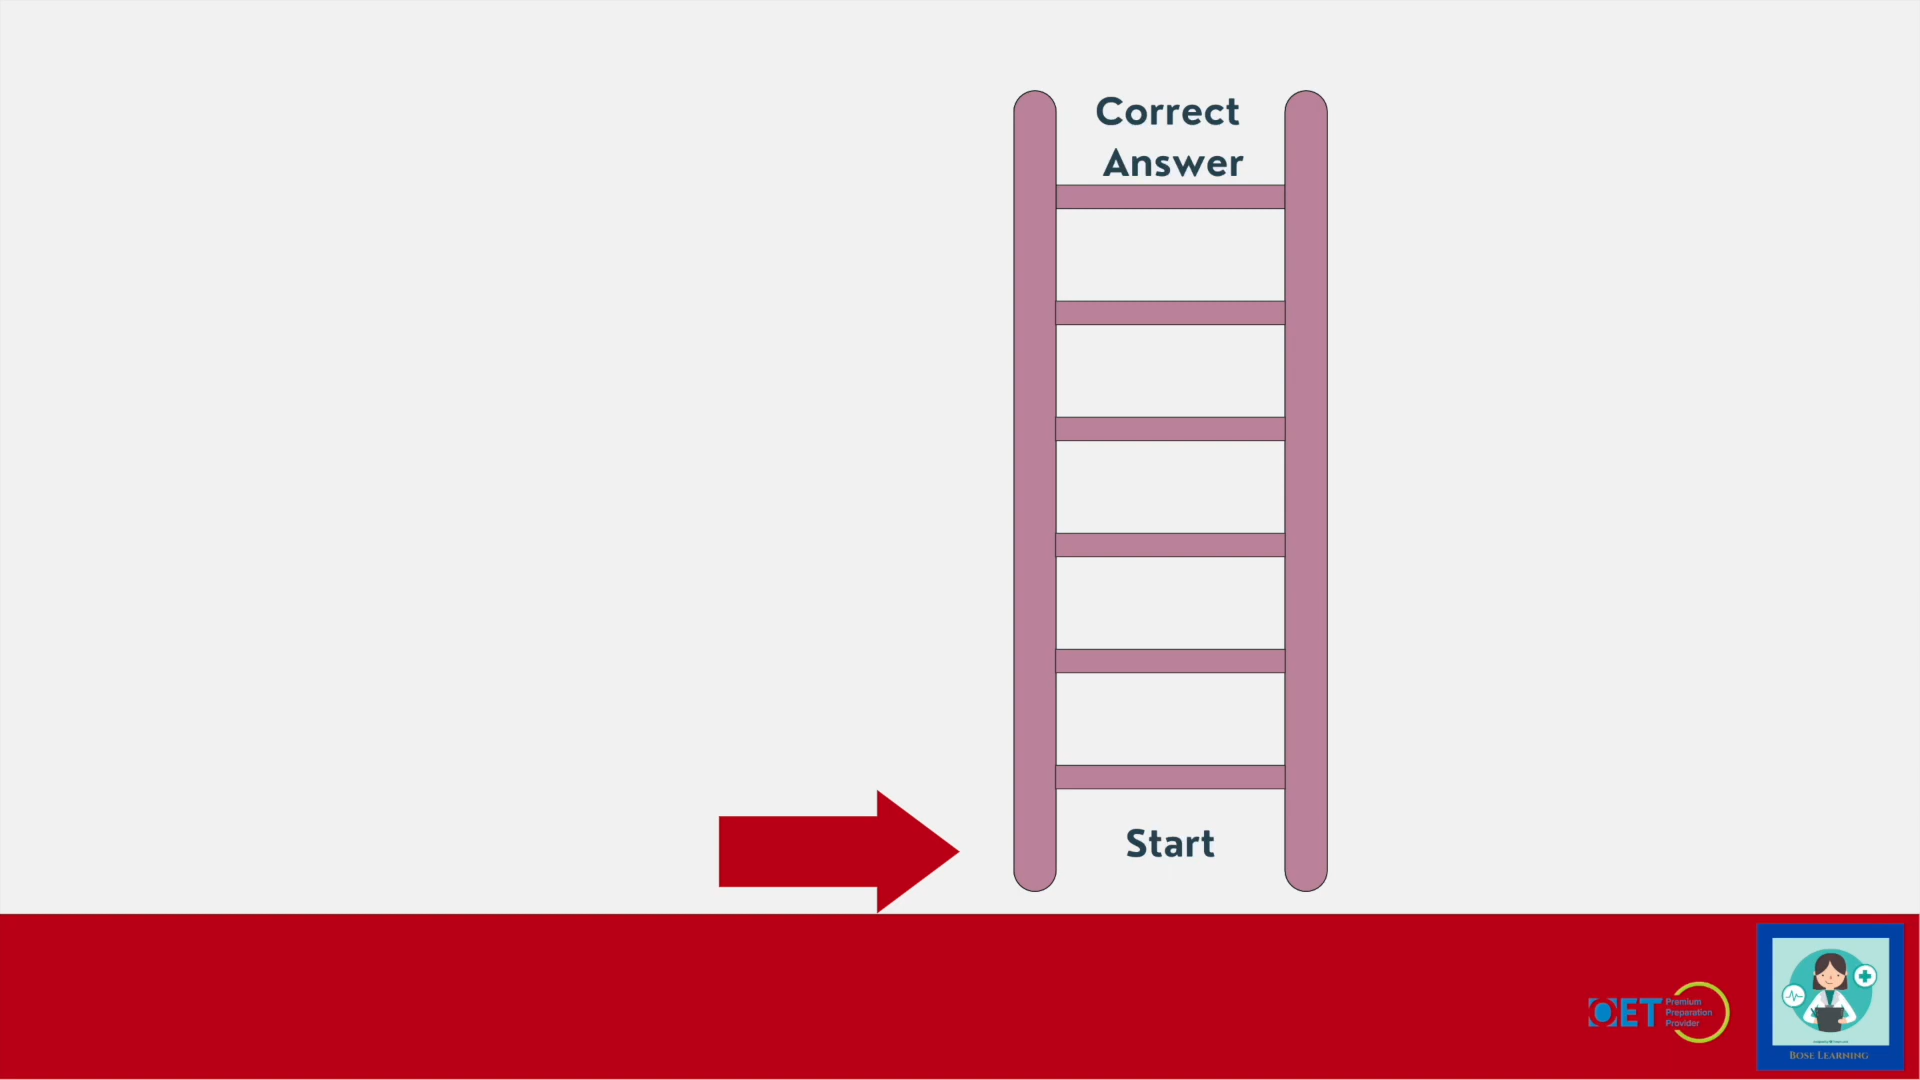 Correct
Answer
Start
OET
Premium
Preparation
Provider
BOSE LEARNING